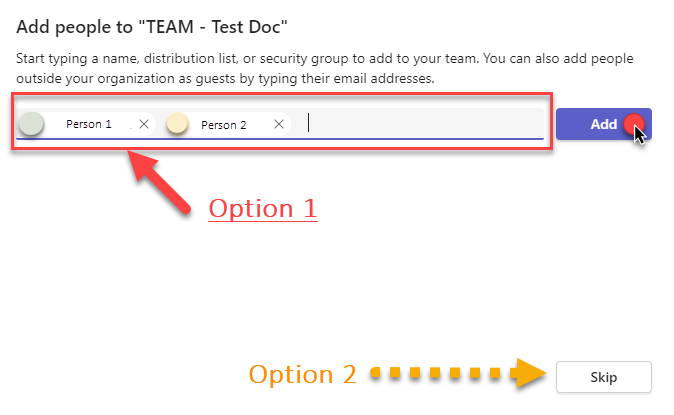 Add people to "TEAM - Test Doc"
Start typing a name, distribution list, or security group to add to your team. You can also add people
outside your organization as guests by typing their email addresses.
Person 1 Person 2 Add
Option 1
Option 2 Skip